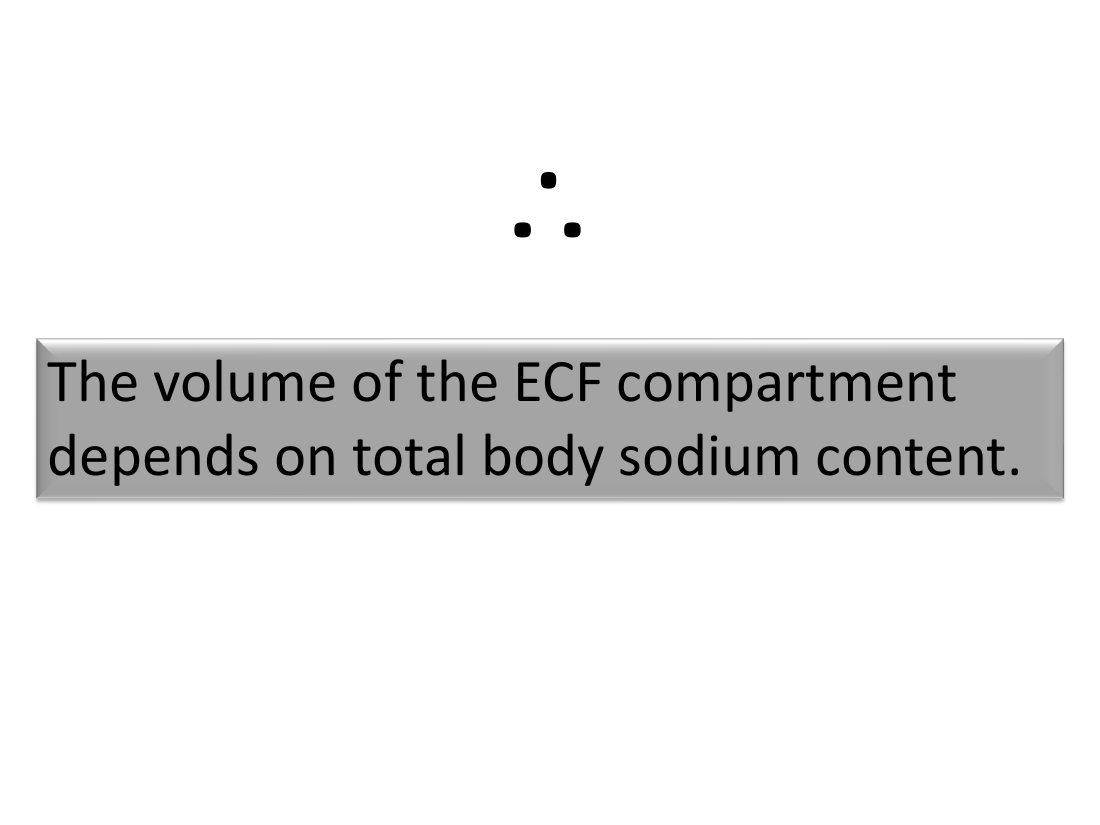 ∴
The volume of the ECF compartment
depends on total body sodium content.